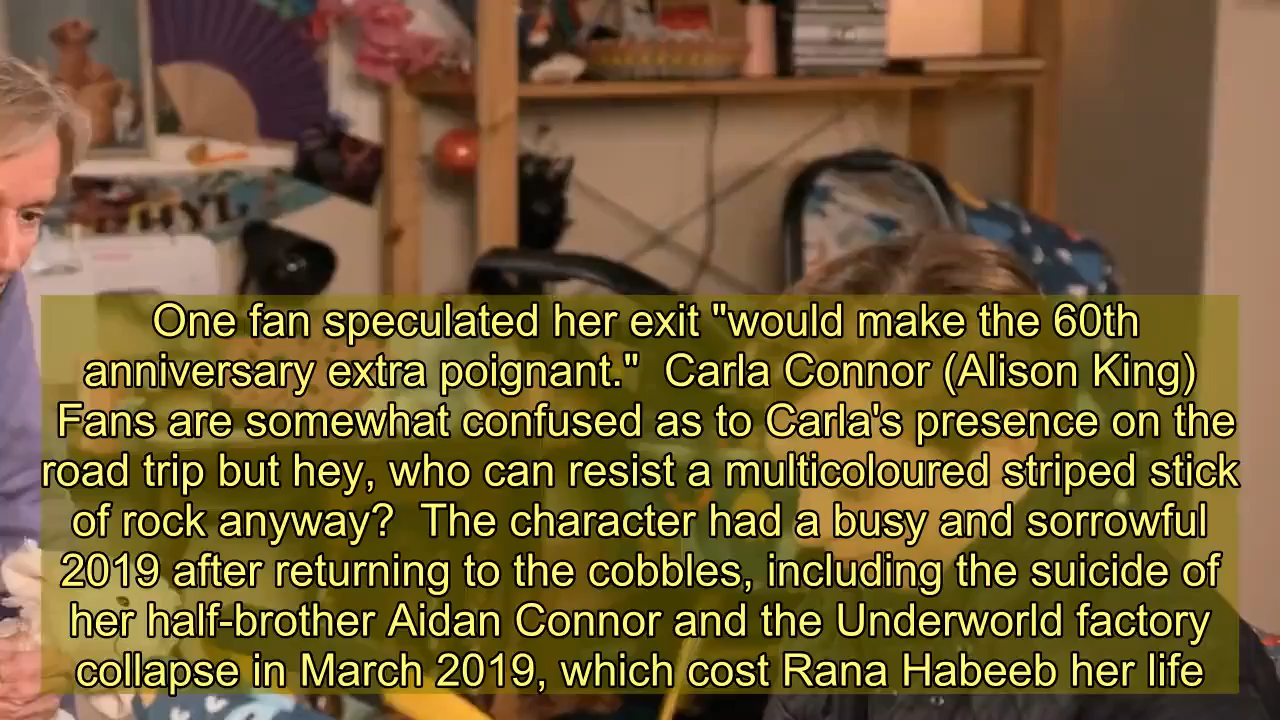 HYL
One fan speculated her exit "would make the 60th
anniversary extra poignant."  Carla Connor (Alison King)
Fans are somewhat confused as to Carla's presence on the
road trip but hey, who can resist a multicoloured striped stick
of rock anyway?  The character had a busy and sorrowful
2019 after returning to the cobbles, including the suicide of
her half-brother Aidan Connor and the Underworld factory
collapse in March 2019, which cost Rana Habeeb her life